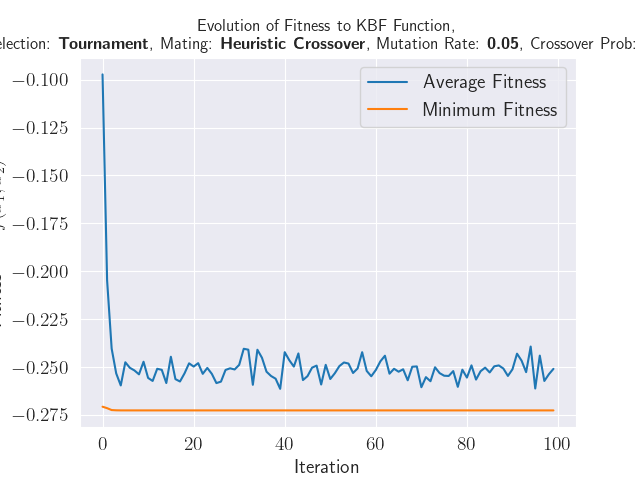 Evolution of Fitness to KBF Function,
election: Tournament, Mating: Heuristic Crossover, Mutation Rate: 0.05, Crossover Prob:
Average Fitness
Minimum Fitness
−0.100
−0.125
−0.150
−0.175
−0.200
−0.225
−0.250
−0.275
0
20
40
60
80
100
Iteration